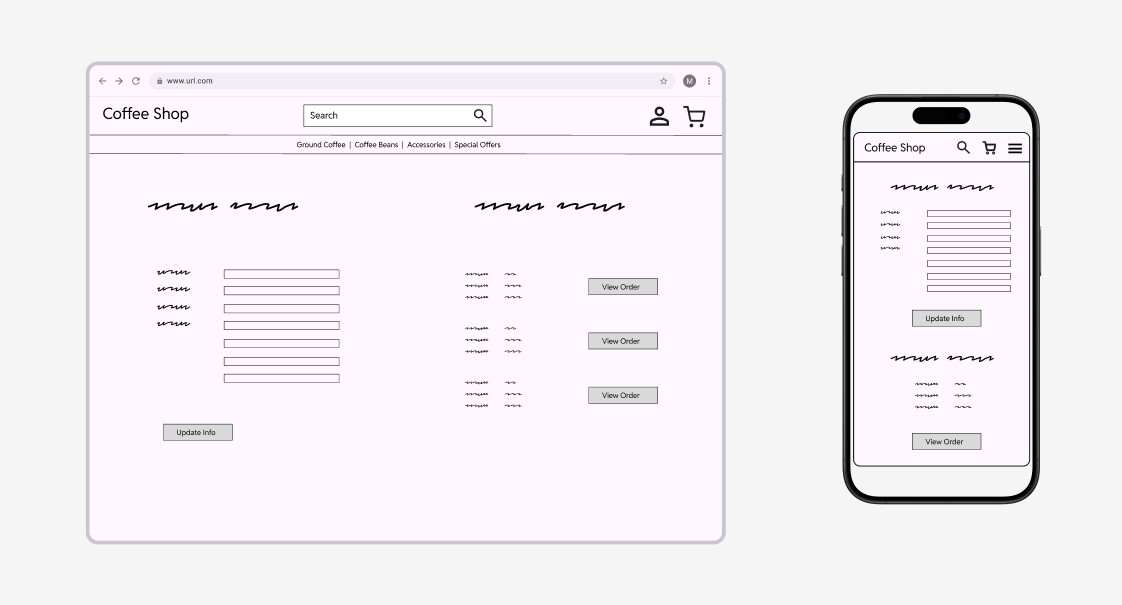 www.url.com
M
Coffee Shop
Search
Ground Coffee | Coffee Beans | Accessories | Special Offers
View Order
View Order
View Order
Update Info
Coffee Shop
Update Info
View Order